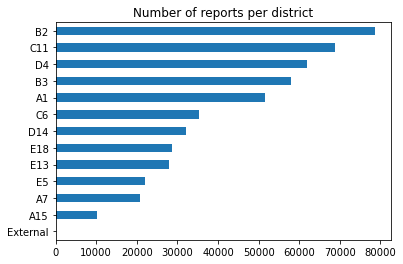 Number of reports per district
B2
C11
D4
B3
A1
C6
D14
E18
E13
E5
A7
A15
External
0 10000 20000 30000 40000 50000 60000 70000 80000